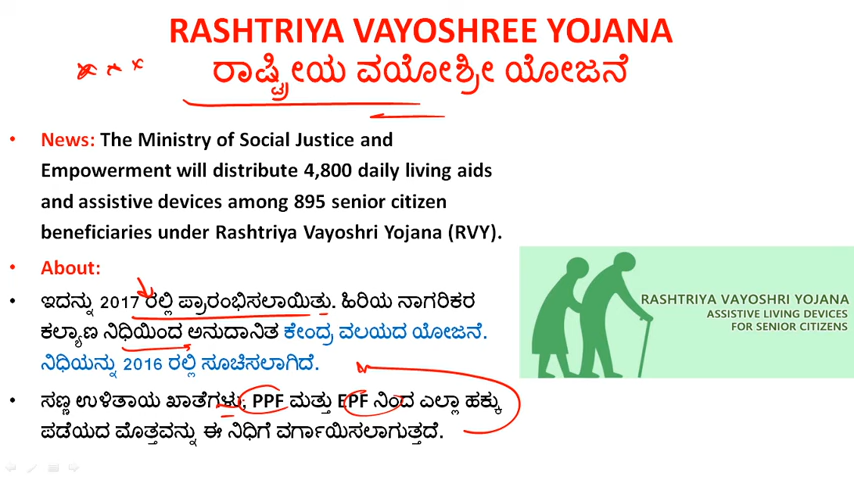 RASHTRIYA VAYOSHREE YOJANA
ರಾಷ್ಟ್ರೀಯ ವಯೋಶ್ರೀ ಯೋಜನೆ
• News: The Ministry of Social Justice and
Empowerment will distribute 4,800 daily living aids
and assistive devices among 895 senior citizen
beneficiaries under Rashtriya Vayoshri Yojana (RVY).
• About:
• ಇದನ್ನು 2017 ರಲ್ಲಿ ಪ್ರಾರಂಭಿಸಲಾಯಿತು. ಹಿರಿಯ ನಾಗರಿಕರ
ಕಲ್ಯಾಣ ನಿಧಿಯಿಂದ ಅನುದಾನಿತ ಕೇಂದ್ರ ವಲಯದ ಯೋಜನೆ.
ನಿಧಿಯನ್ನು 2016 ರಲ್ಲಿ ಸೂಚಿಸಲಾಗಿದೆ.
• ಸಣ್ಣ ಉಳಿತಾಯ ಖಾತೆಗಳು, PPF ಮತ್ತು EPF ನಿಂದ ಎಲ್ಲಾ ಹಕ್ಕು
ಪಡೆಯದ ಮೊತ್ತವನ್ನು ಈ ನಿಧಿಗೆ ವರ್ಗಾಯಿಸಲಾಗುತ್ತದೆ.
RASHTRIYA VAYOSHRI YOJANA
ASSISTIVE LIVING DEVICES
FOR SENIOR CITIZENS